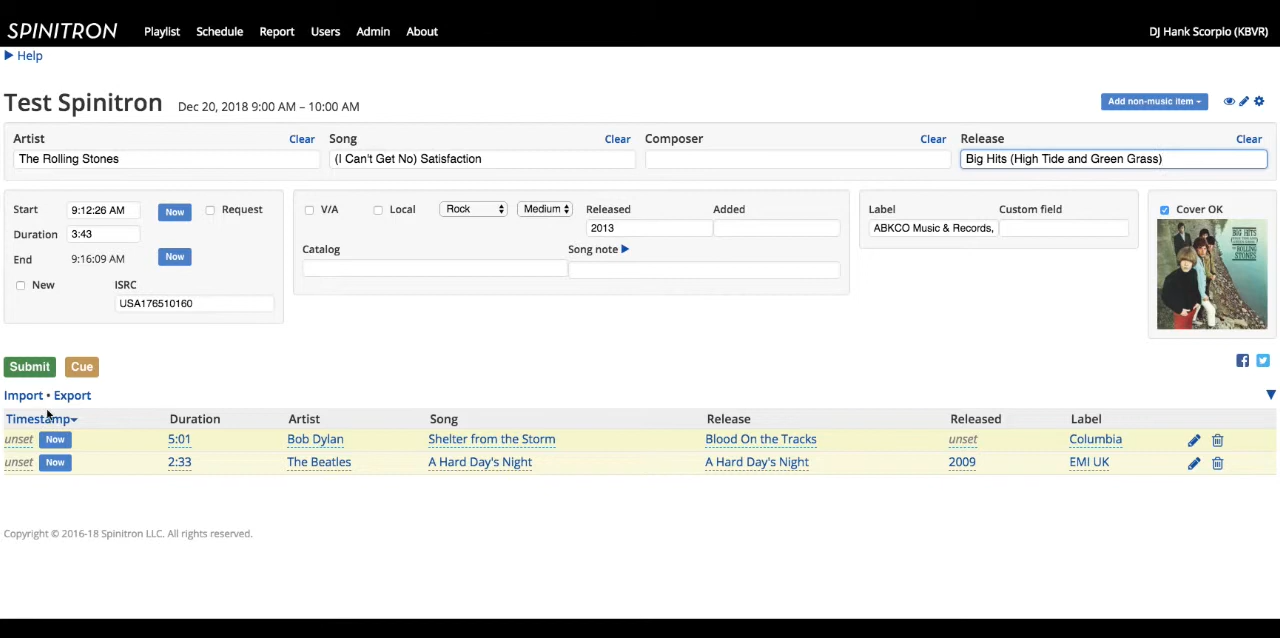 SPINITRON Playlist Schedule Report Users Admin About DJ Hank Scorpio (KBVR)
▶ Help
Test Spinitron Dec 20, 2018 9:00 AM – 10:00 AM Add non-music item
Artist Clear Song Clear Composer Clear Release Clear
The Rolling Stones (I Can't Get No) Satisfaction Big Hits (High Tide and Green Grass)
Start 9:12:26 AM Now Request V/A Local Rock Medium Released Added Label Custom field Cover OK
Duration 3:43 2013 ABKCO Music & Records,
BIG HITS
ROLLING STONES
End 9:16:09 AM Now Catalog Song note ▶
New ISRC
USA176510160
Submit Cue
Import • Export
Timestamp Duration Artist Song Release Released Label
unset Now 5:01 Bob Dylan Shelter from the Storm Blood On the Tracks unset Columbia
unset Now 2:33 The Beatles A Hard Day's Night A Hard Day's Night 2009 EMI UK
Copyright © 2016-18 Spinitron LLC. All rights reserved.